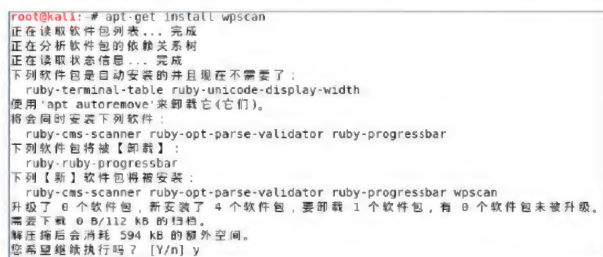 root@kali:~# apt-get install wpscan
正在读取软件包列表... 完成
正在分析软件包的依赖关系树
正在读取状态信息... 完成
下列软件包是自动安装的并且现在不需要了：
ruby-terminal-table ruby-unicode-display-width
使用'apt autoremove'来卸载它(它们)。
将会同时安装下列软件：
ruby-cms-scanner ruby-opt-parse-validator ruby-progressbar
下列软件包将被【卸载】：
ruby-ruby-progressbar
下列【新】软件包将被安装：
ruby-cms-scanner ruby-opt-parse-validator ruby-progressbar wpscan
升级了 0 个软件包，新安装了 4 个软件包，要卸载 1 个软件包，有 0 个软件包未被升级。
需要下载 0 B/112 kB 的归档。
解压缩后会消耗 594 kB 的额外空间。
您希望继续执行吗？ [Y/n] y